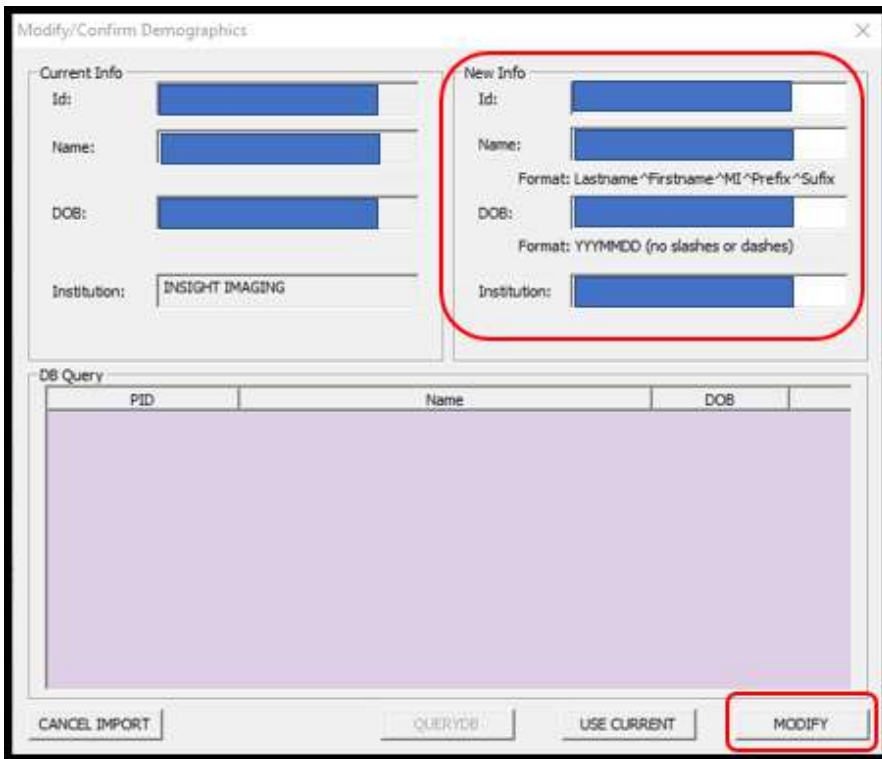 Modify/Confirm Demographics
Current Info
Id:
Name:
DOB:
Institution: INSIGHT IMAGING
New Info
Id:
Name:
Format: Lastname^Firstname^MI^Prefix^Sufix
DOB:
Format: YYYMMDD (no slashes or dashes)
Institution:
DB Query
PID Name DOB
CANCEL IMPORT QUERYDB USE CURRENT MODIFY